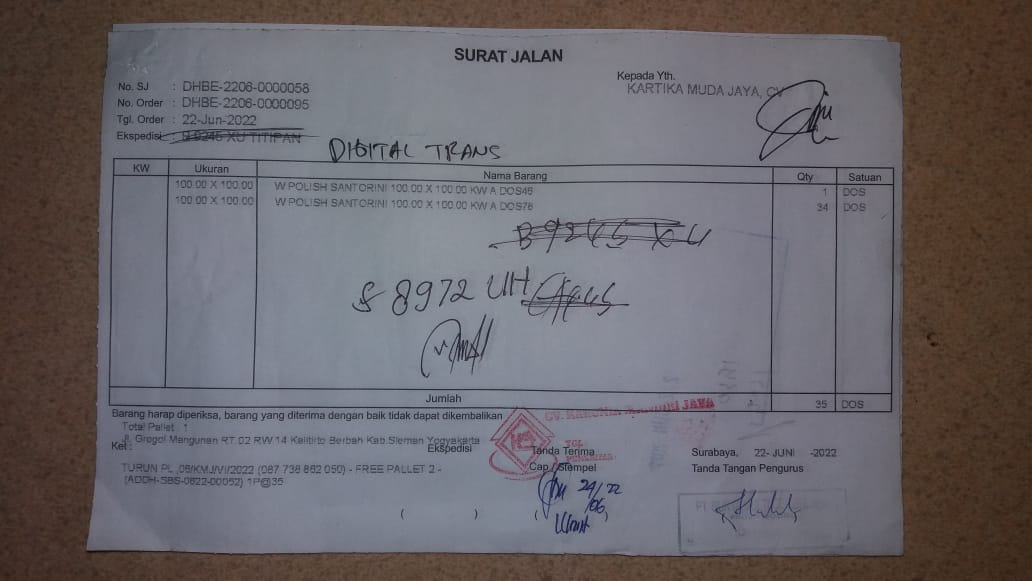 SURAT JALAN
No. SJ : DHBE-2206-0000058
No. Order : DHBE-2206-0000095
Tgl. Order : 22-Jun-2022
Ekspedisi : B 9245 XU TITIPAN
Kepada Yth.
KARTIKA MUDA JAYA, CV
DIGITAL TRANS
KW Ukuran Nama Barang Qty Satuan
100.00 X 100.00 W POLISH SANTORINI 100.00 X 100.00 KW A DOS46 1 DOS
100.00 X 100.00 W POLISH SANTORINI 100.00 X 100.00 KW A DOS78 34 DOS
B 9245 XU
S 8972 UH
Jumlah 35 DOS
Barang harap diperiksa, barang yang diterima dengan baik tidak dapat dikembalikan
Total Pallet : 1
Jl. Grogol Mangunan RT.02 RW.14 Kalitirto Berbah Kab.Sleman Yogyakarta
Ket :
TURUN PL ,06/KMJ/VI/2022 (087 738 862 050) - FREE PALLET 2 -
(ADDH-SBS-0622-00052) 1P@35
Ekspedisi
( )
JAYA
TGL.
Tanda Terima
Cap / Stempel
24/22
/06
(
Surabaya, 22- JUNI -2022
Tanda Tangan Pengurus